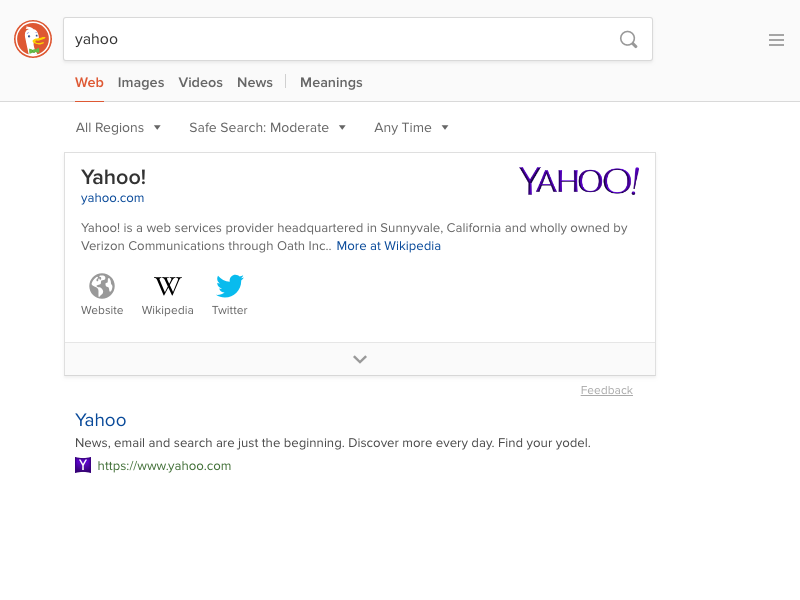 yahoo
Web Images Videos News Meanings
All Regions Safe Search: Moderate Any Time
Yahoo!
YAHOO!
yahoo.com
Yahoo! is a web services provider headquartered in Sunnyvale, California and wholly owned by
Verizon Communications through Oath Inc.. More at Wikipedia
W
Website Wikipedia Twitter
Feedback
Yahoo
News, email and search are just the beginning. Discover more every day. Find your yodel.
Y https://www.yahoo.com